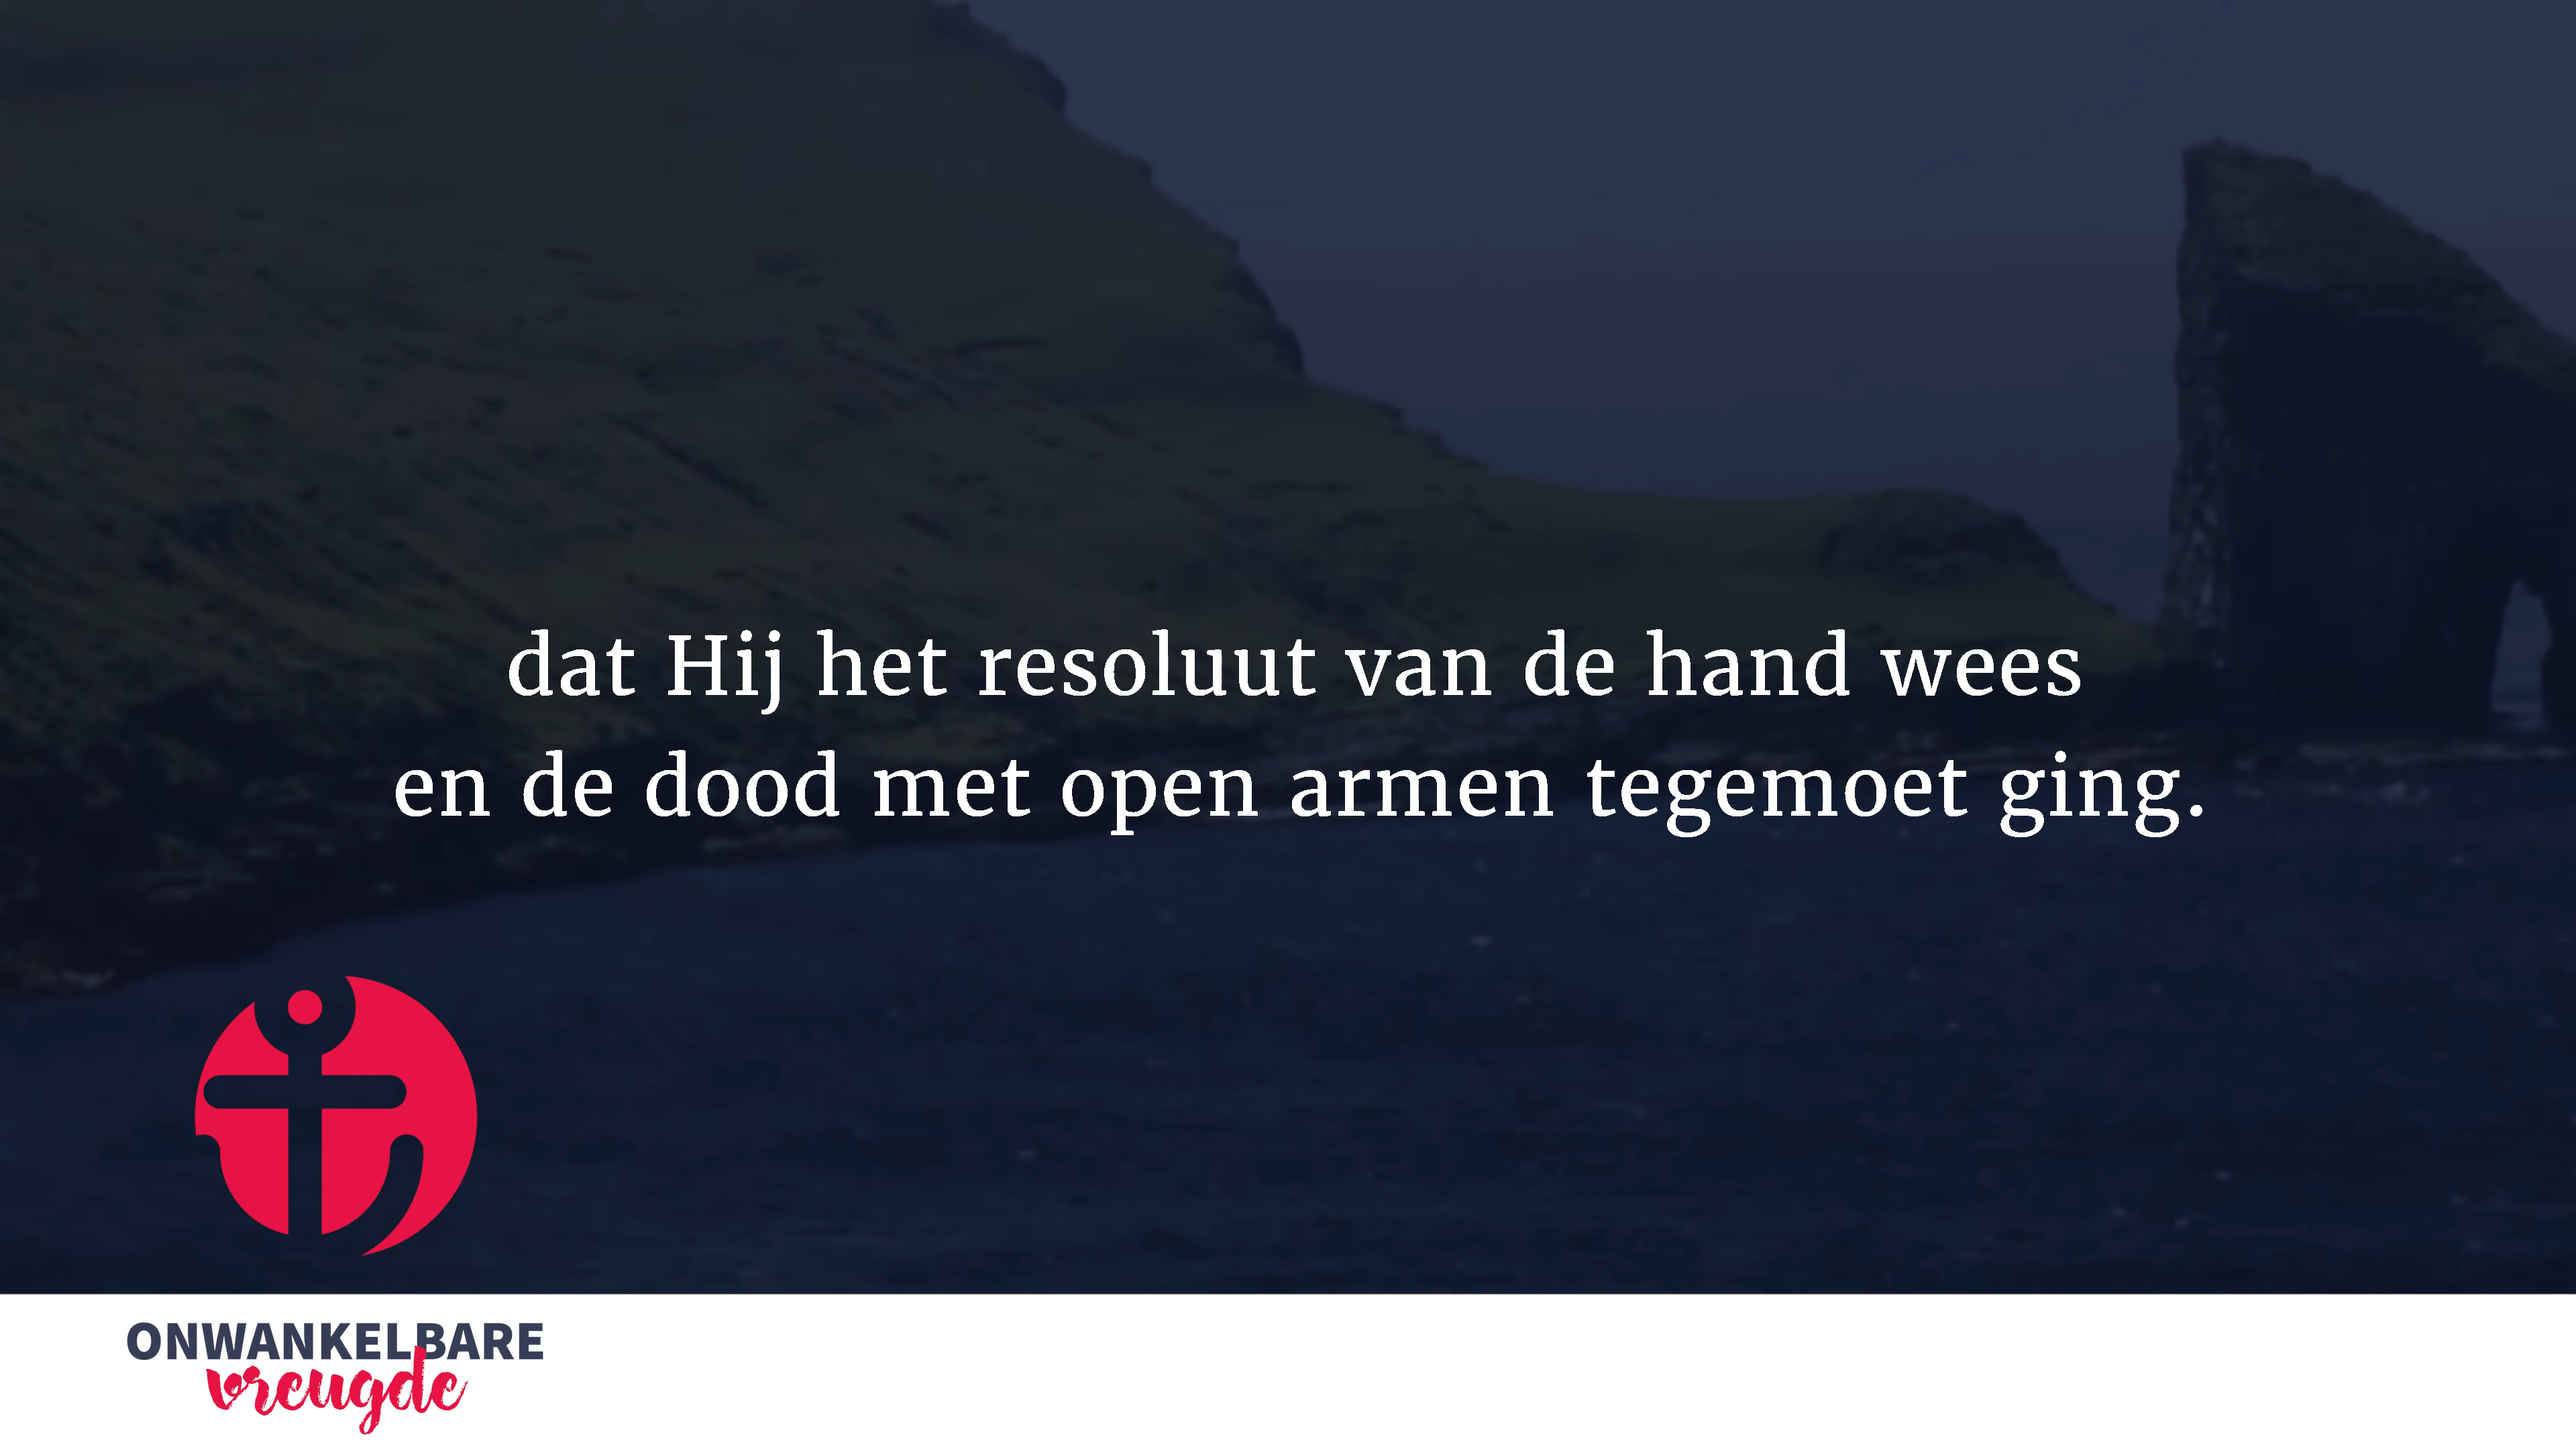 dat Hij het resoluut van de hand wees
en de dood met open armen tegemoet ging.
ONWANKELBARE
vreugde